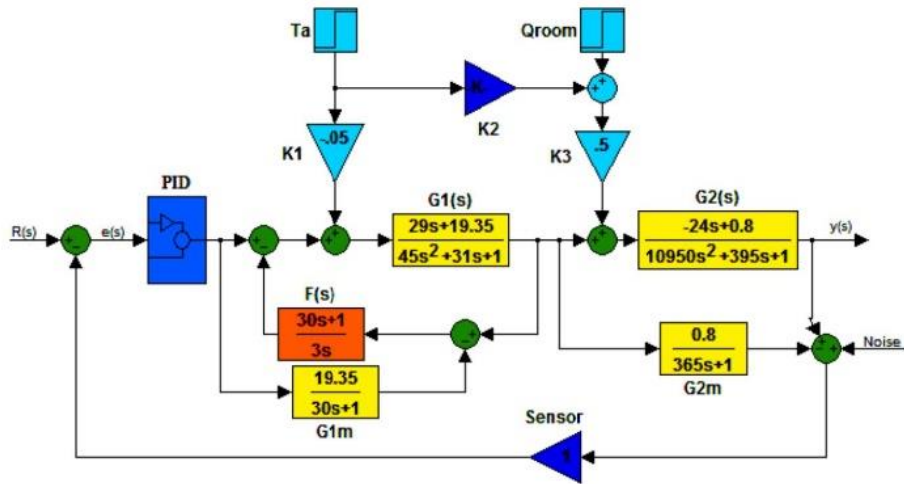 Ta
Qroom
K2
K1
-.05
K3
.5
PID
G1(s)
29s+19.35
45s²+31s+1
G2(s)
-24s+0.8
10950s²+395s+1
R(s)
e(s)
y(s)
F(s)
30s+1
3s
19.35
30s+1
G1m
0.8
365s+1
G2m
Noise
Sensor
1